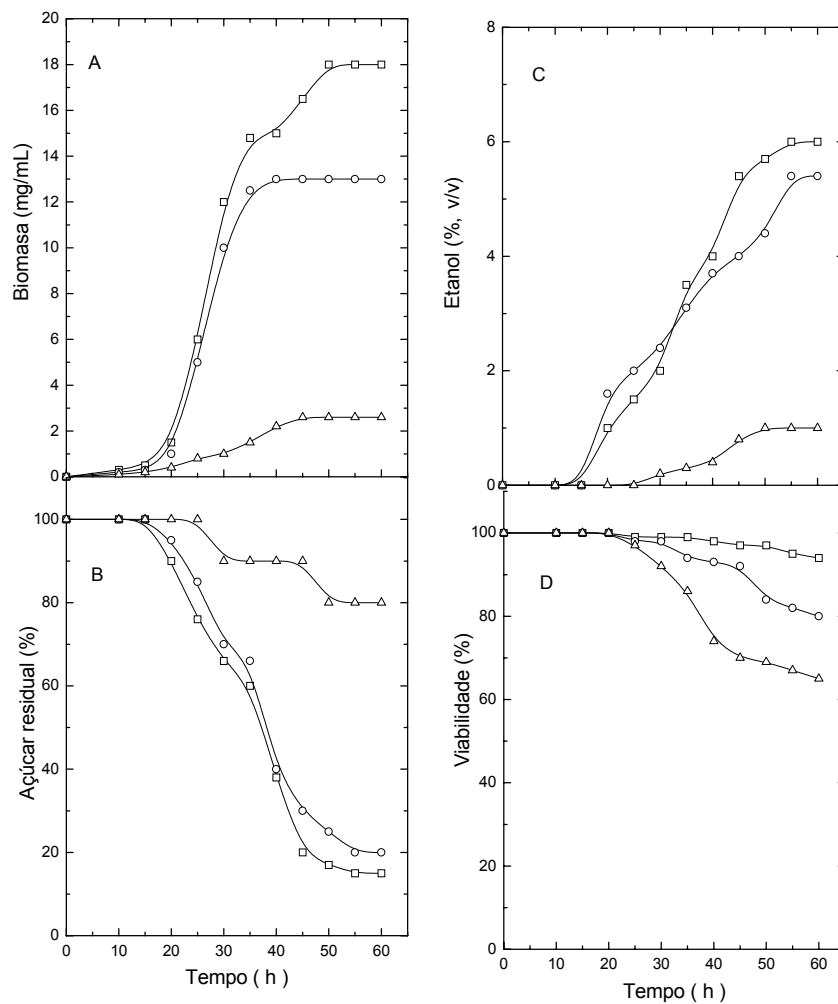 A
Biomasa (mg/mL)
18
16
14
12
10
8
6
4
2
0
B
Açúcar residual (%)
100
80
60
40
20
0
0 10 20 30 40 50 60
Tempo ( h )
C
Etanol (%, v/v)
8
6
4
2
0
D
Viabilidade (%)
100
80
60
40
20
0
0 10 20 30 40 50 60
Tempo ( h )